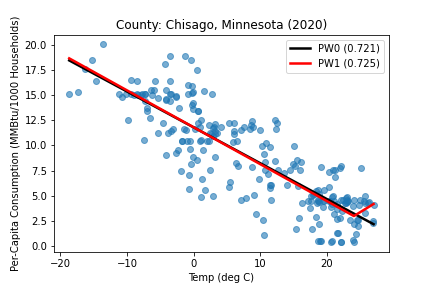 County: Chisago, Minnesota (2020)
Per-Capita Consumption (MMBtu/1000 Households)
20.0
17.5
15.0
12.5
10.0
7.5
5.0
2.5
0.0
PW0 (0.721)
PW1 (0.725)
−20
−10
0
10
20
Temp (deg C)